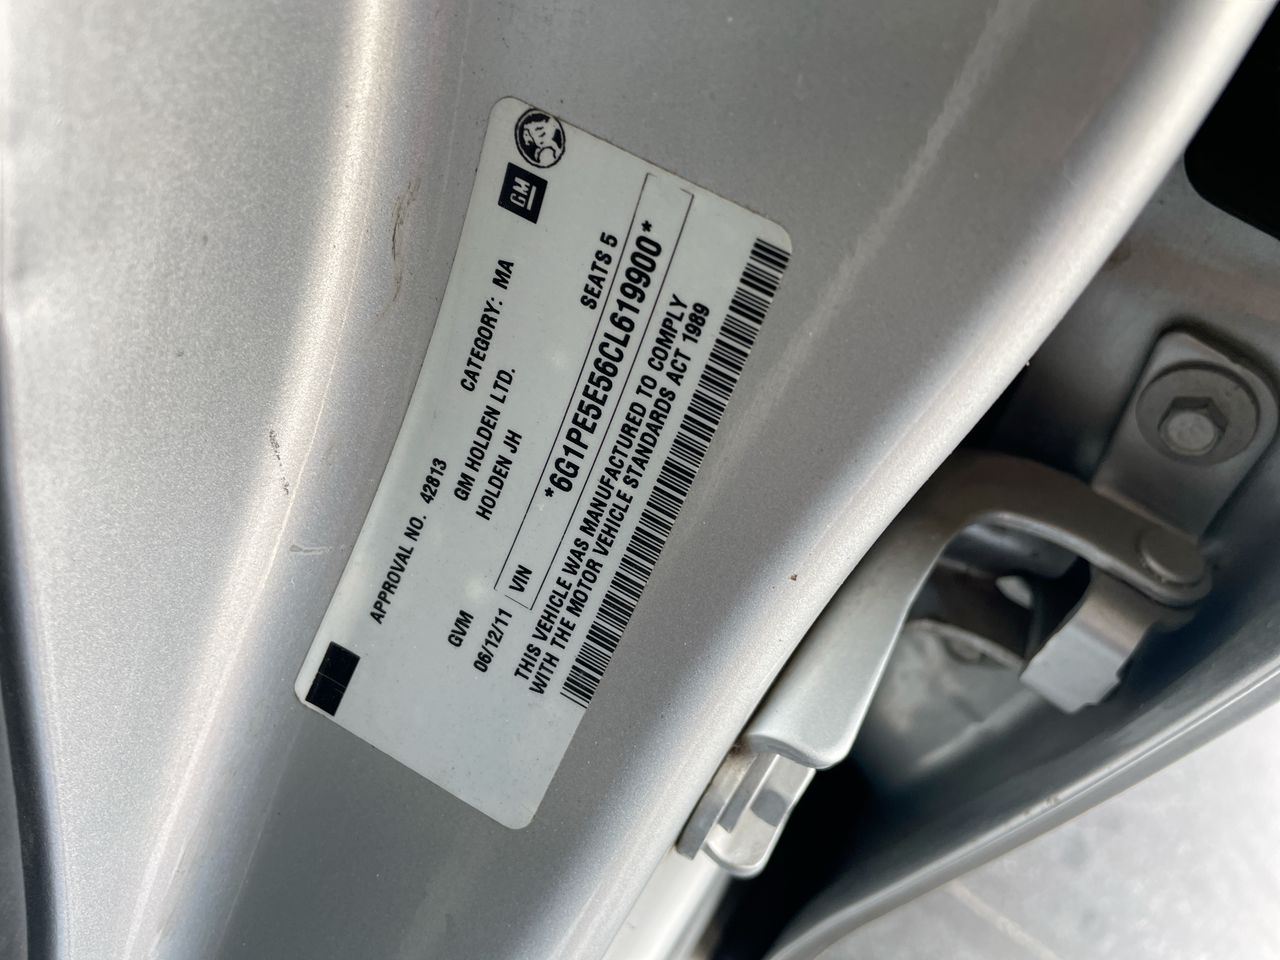 GM
APPROVAL NO. 42813 CATEGORY: MA
GM HOLDEN LTD.
HOLDEN JH
GVM
06/12/11 SEATS 5
VIN *6G1PE5E56CL619900*
THIS VEHICLE WAS MANUFACTURED TO COMPLY
WITH THE MOTOR VEHICLE STANDARDS ACT 1989